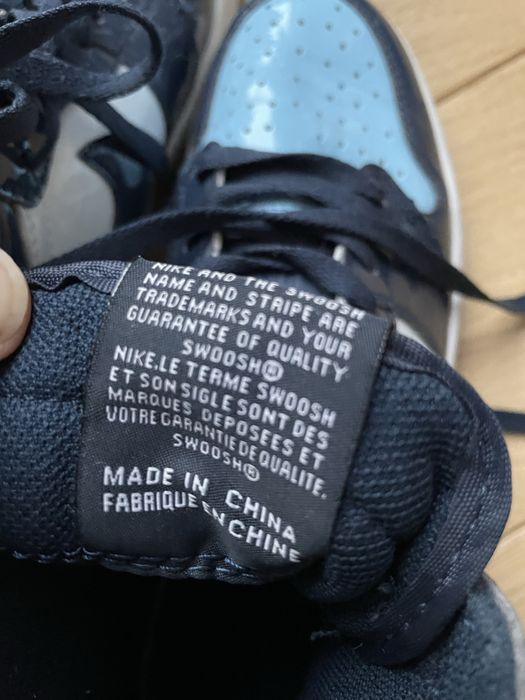 NIKE AND THE SWOOSH
NAME AND STRIPE ARE
TRADEMARKS AND YOUR
GUARANTEE OF QUALITY
SWOOSH®
NIKE.LE TERME SWOOSH
ET SON SIGLE SONT DES
MARQUES DEPOSEES ET
VOTRE GARANTIE DE QUALITE.
SWOOSH®
MADE IN CHINA
FABRIQUE EN CHINE